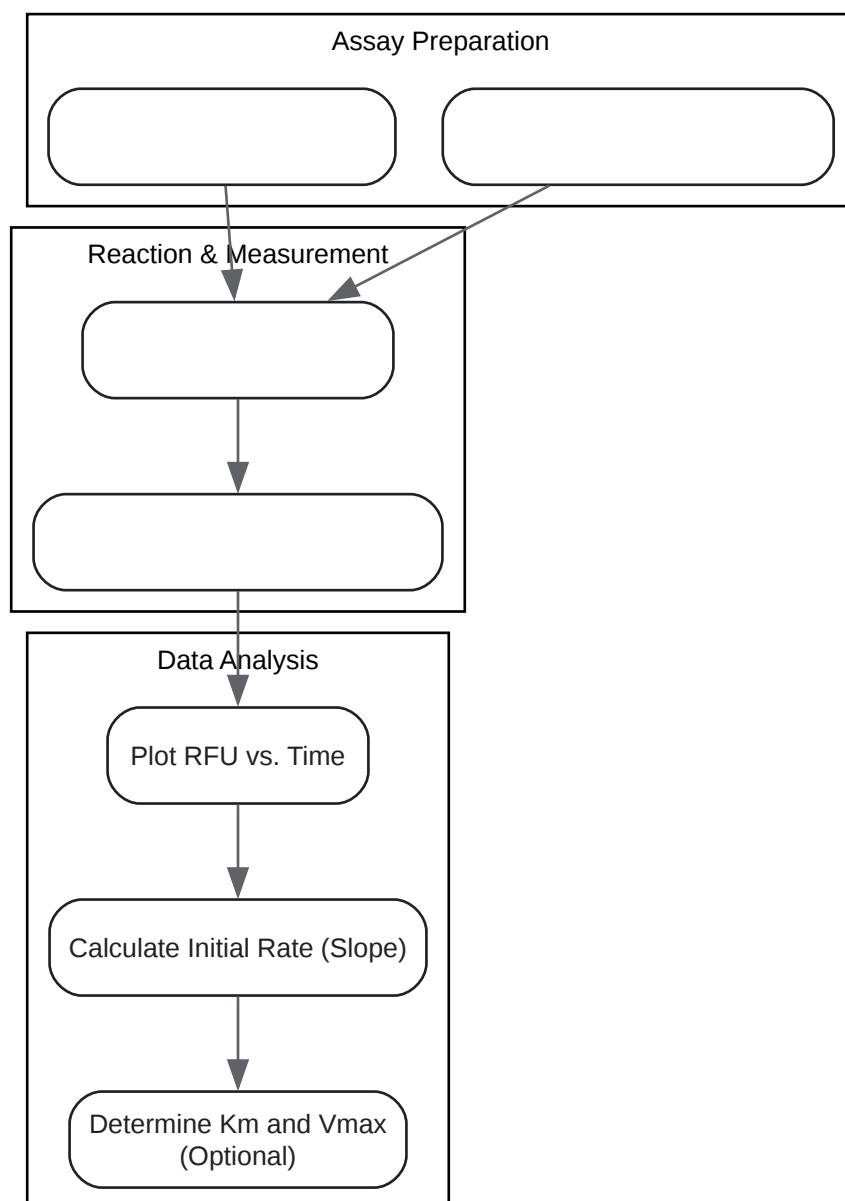 Assay Preparation
Reaction & Measurement
Data Analysis
Plot RFU vs. Time
Calculate Initial Rate (Slope)
Determine Km and Vmax
(Optional)